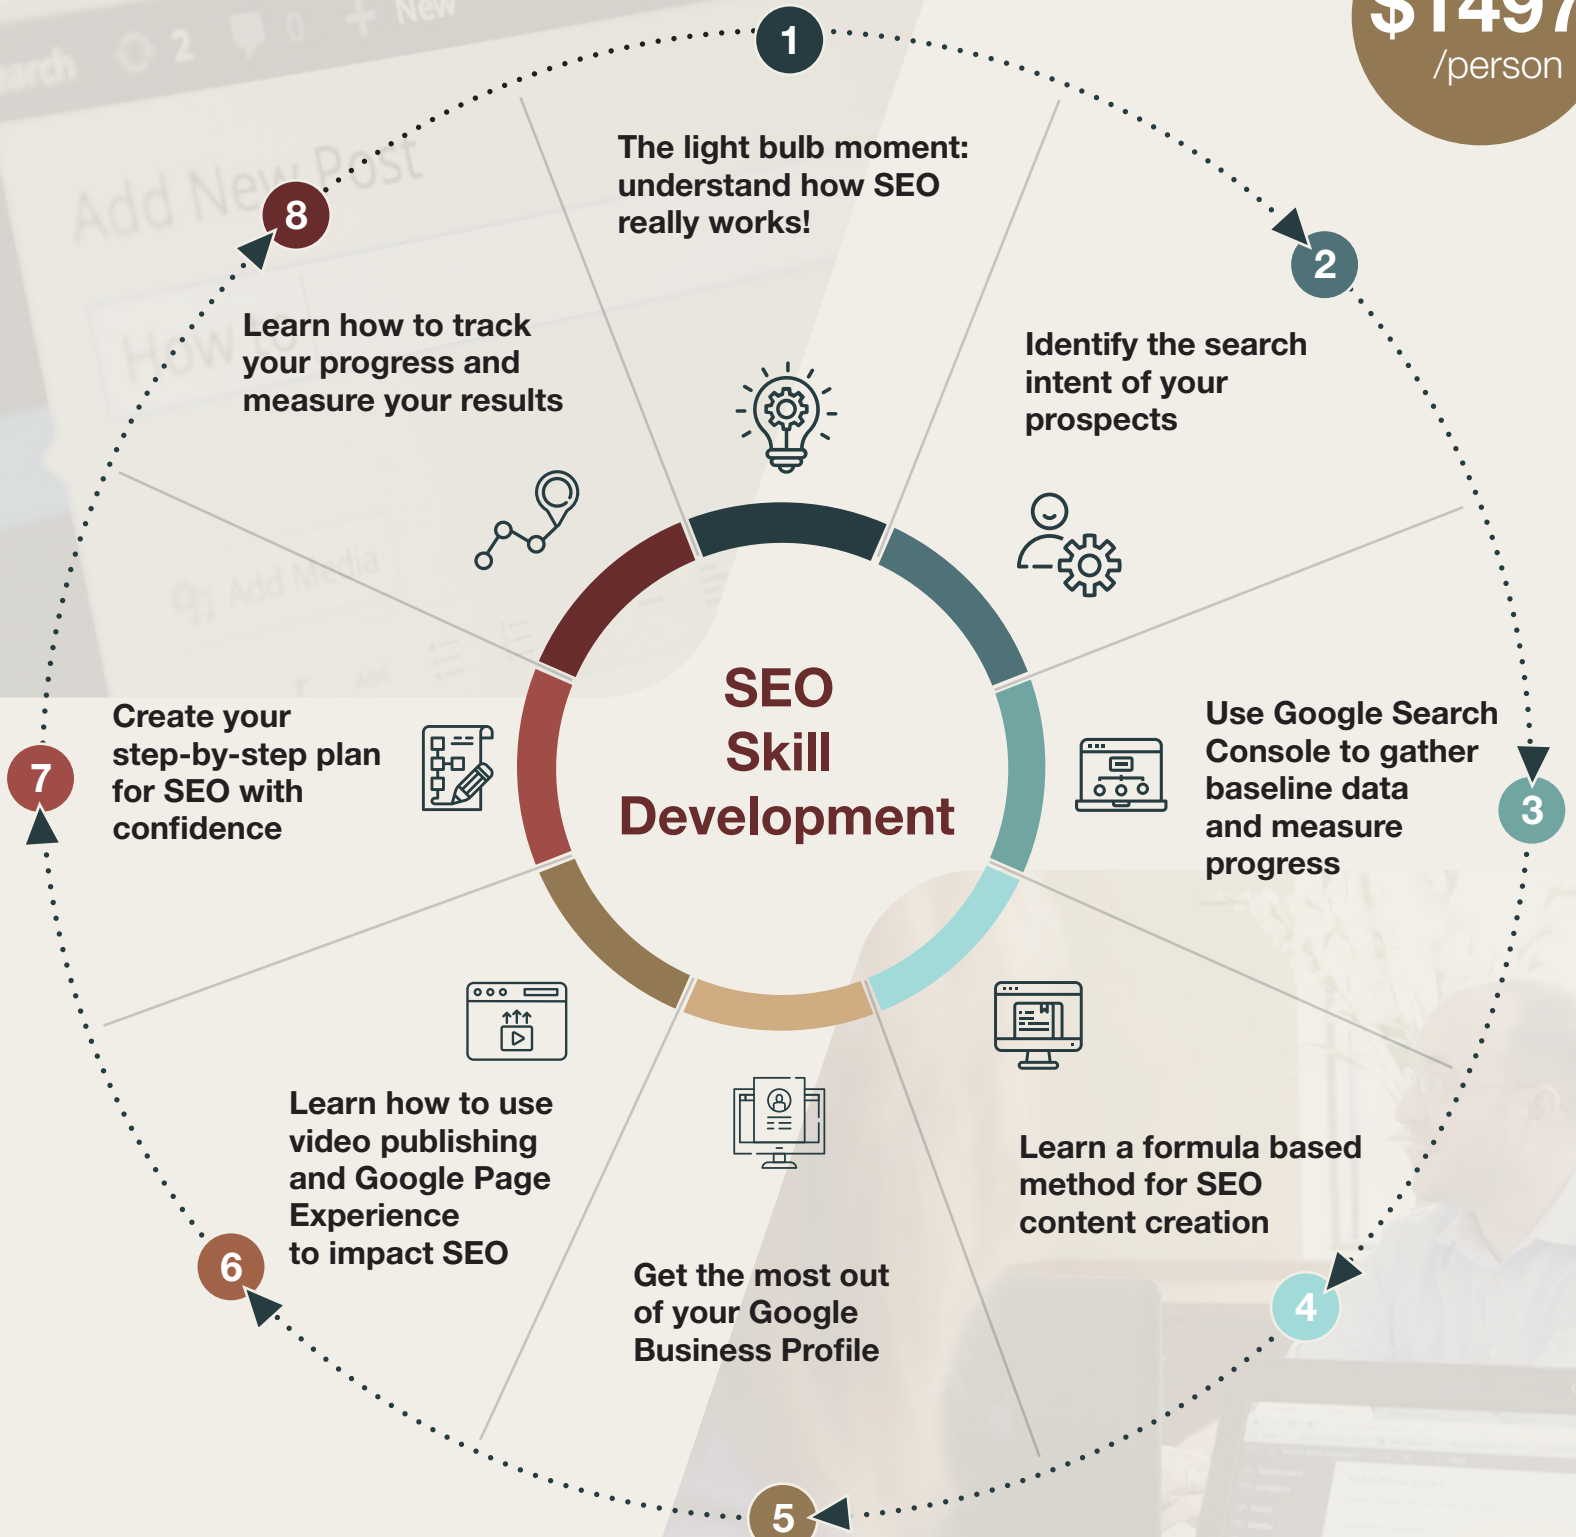 $1497
/person
1
The light bulb moment:
understand how SEO
really works!
2
Identify the search
intent of your
prospects
3
Use Google Search
Console to gather
baseline data
and measure
progress
4
Learn a formula based
method for SEO
content creation
5
Get the most out
of your Google
Business Profile
6
Learn how to use
video publishing
and Google Page
Experience
to impact SEO
7
Create your
step-by-step plan
for SEO with
confidence
8
Learn how to track
your progress and
measure your results
SEO
Skill
Development
2
0
+ New
Add New Post
How to
Add Media
ABC